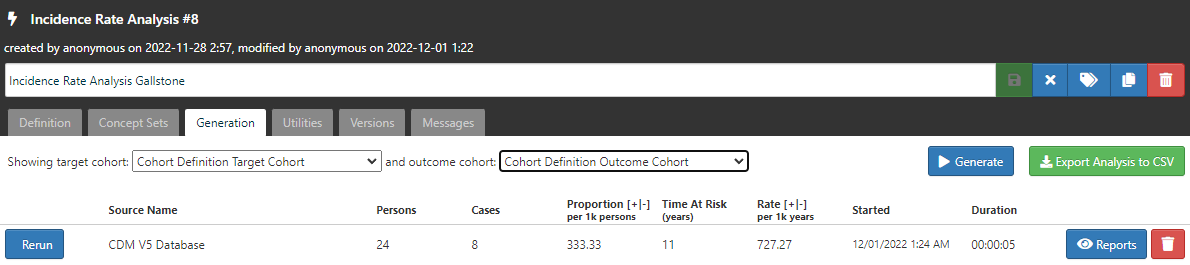 Incidence Rate Analysis #8
created by anonymous on 2022-11-28 2:57, modified by anonymous on 2022-12-01 1:22
Incidence Rate Analysis Gallstone
Definition Concept Sets Generation Utilities Versions Messages
Showing target cohort: Cohort Definition Target Cohort and outcome cohort: Cohort Definition Outcome Cohort Generate Export Analysis to CSV
Source Name Persons Cases Proportion [+|-] Time At Risk Rate [+|-] Started Duration
per 1k persons (years) per 1k years
Rerun CDM V5 Database 24 8 333.33 11 727.27 12/01/2022 1:24 AM 00:00:05 Reports